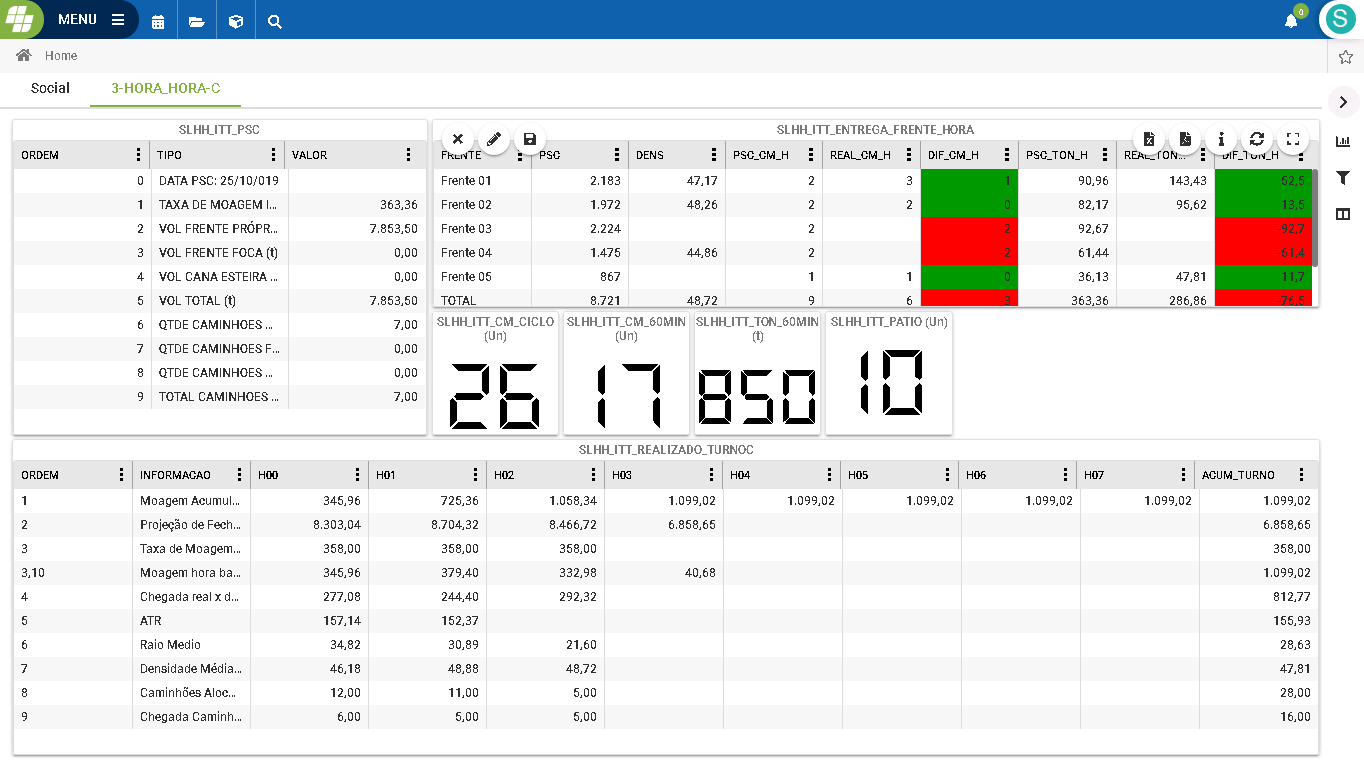 MENU
0
S
Home
Social 3-HORA_HORA-C
SLHH_ITT_PSC
ORDEM TIPO VALOR
0 DATA PSC: 25/10/019
1 TAXA DE MOAGEM I... 363,36
2 VOL FRENTE PRÓPR... 7.853,50
3 VOL FRENTE FOCA (t) 0,00
4 VOL CANA ESTEIRA ... 0,00
5 VOL TOTAL (t) 7.853,50
6 QTDE CAMINHOES ... 7,00
7 QTDE CAMINHOES F... 0,00
8 QTDE CAMINHOES ... 0,00
9 TOTAL CAMINHOES ... 7,00
SLHH_ITT_ENTREGA_FRENTE_HORA
FRENTE PSC DENS PSC_CM_H REAL_CM_H DIF_CM_H PSC_TON_H REAL_TON... DIF_TON_H
Frente 01 2.183 47,17 2 3 1 90,96 143,43 52,5
Frente 02 1.972 48,26 2 2 0 82,17 95,62 13,5
Frente 03 2.224 2 -2 92,67 -92,7
Frente 04 1.475 44,86 2 -2 61,44 -61,4
Frente 05 867 1 1 0 36,13 47,81 11,7
TOTAL 8.721 48,72 9 6 -3 363,36 286,86 -76,5
SLHH_ITT_CM_CICLO
(Un)
26
SLHH_ITT_CM_60MIN
(Un)
17
SLHH_ITT_TON_60MIN
(t)
850
SLHH_ITT_PATIO (Un)
10
SLHH_ITT_REALIZADO_TURNOC
ORDEM INFORMACAO H00 H01 H02 H03 H04 H05 H06 H07 ACUM_TURNO
1 Moagem Acumul... 345,96 725,36 1.058,34 1.099,02 1.099,02 1.099,02 1.099,02 1.099,02 1.099,02
2 Projeção de Fech... 8.303,04 8.704,32 8.466,72 6.858,65 6.858,65
3 Taxa de Moagem... 358,00 358,00 358,00 358,00
3,10 Moagem hora ba... 345,96 379,40 332,98 40,68 1.099,02
4 Chegada real x d... 277,08 244,40 292,32 812,77
5 ATR 157,14 152,37 155,93
6 Raio Medio 34,82 30,89 21,60 28,63
7 Densidade Média... 46,18 48,88 48,72 47,81
8 Caminhões Aloc... 12,00 11,00 5,00 28,00
9 Chegada Caminh... 6,00 5,00 5,00 16,00